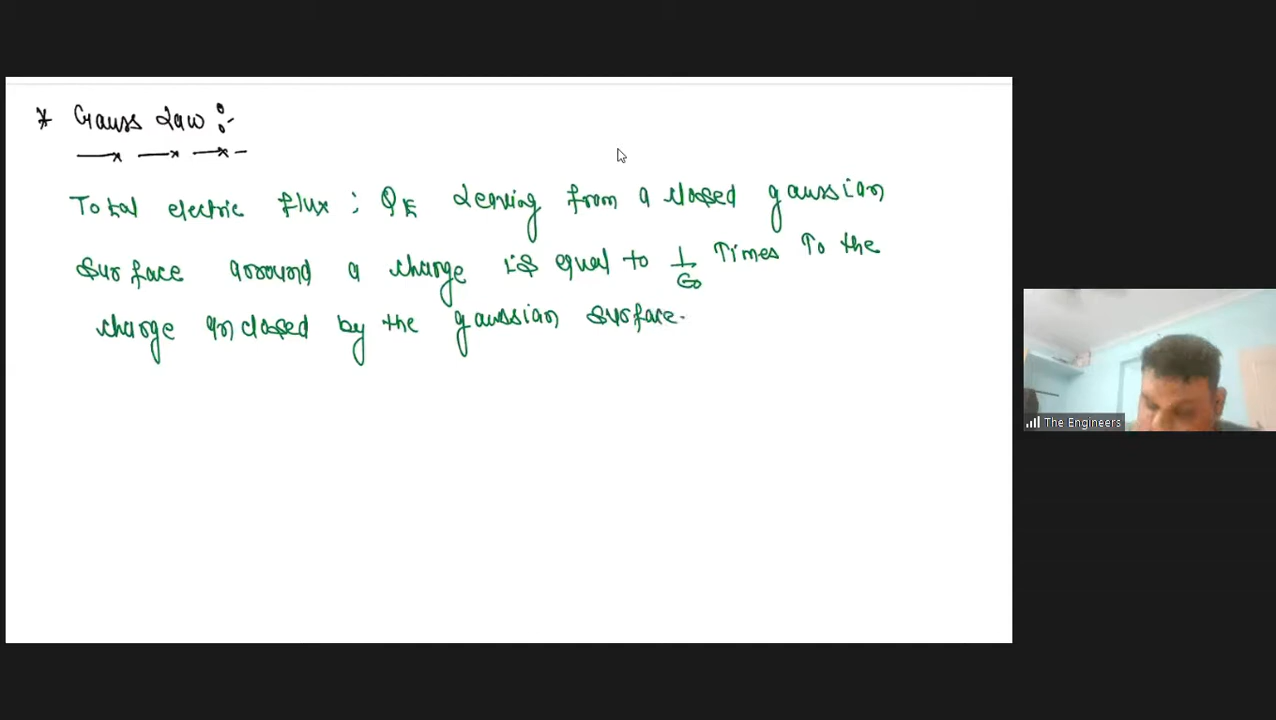 * Gauss Law :-
Total electric flux : φE Leaving from a closed gaussian
surface around a charge is equal to 1/ε0 Times To the
charge inclosed by the gaussian surface.
The Engineers